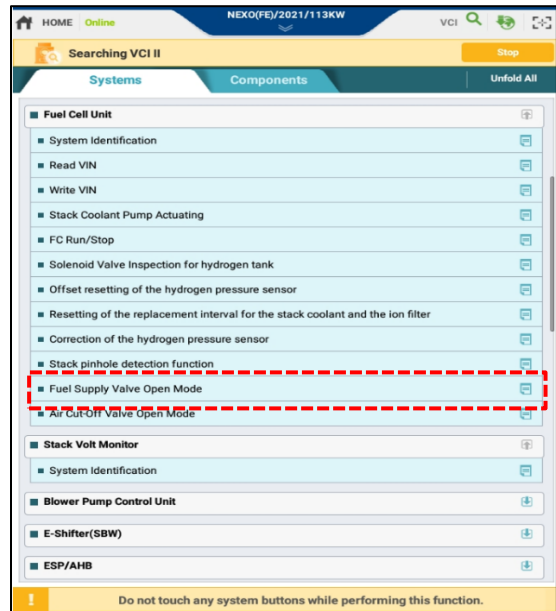 HOME Online
NEXO(FE)/2021/113KW
VCI
Searching VCI II
Stop
Systems
Components
Unfold All
Fuel Cell Unit
System Identification
Read VIN
Write VIN
Stack Coolant Pump Actuating
FC Run/Stop
Solenoid Valve Inspection for hydrogen tank
Offset resetting of the hydrogen pressure sensor
Resetting of the replacement interval for the stack coolant and the ion filter
Correction of the hydrogen pressure sensor
Stack pinhole detection function
Fuel Supply Valve Open Mode
Air Cut-Off Valve Open Mode
Stack Volt Monitor
System Identification
Blower Pump Control Unit
E-Shifter(SBW)
ESP/AHB
! Do not touch any system buttons while performing this function.